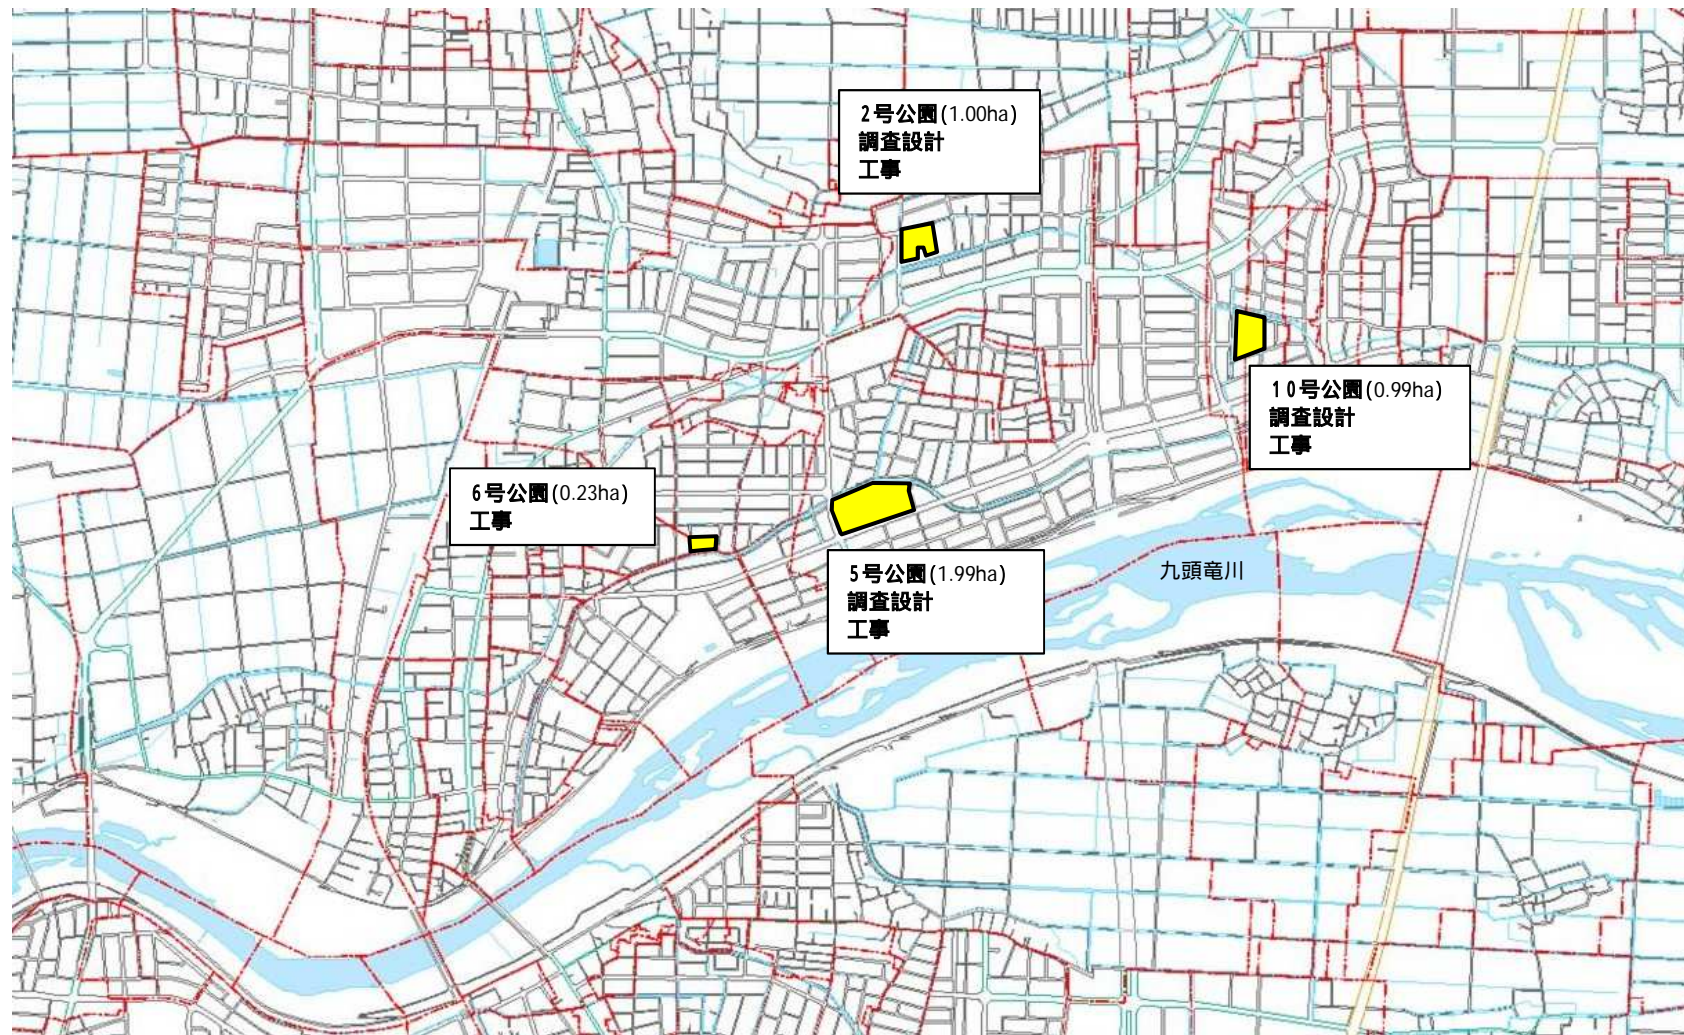 2号公園(1.00ha)
調査設計
工事
10号公園(0.99ha)
調査設計
工事
6号公園(0.23ha)
工事
5号公園(1.99ha)
調査設計
工事
九頭竜川